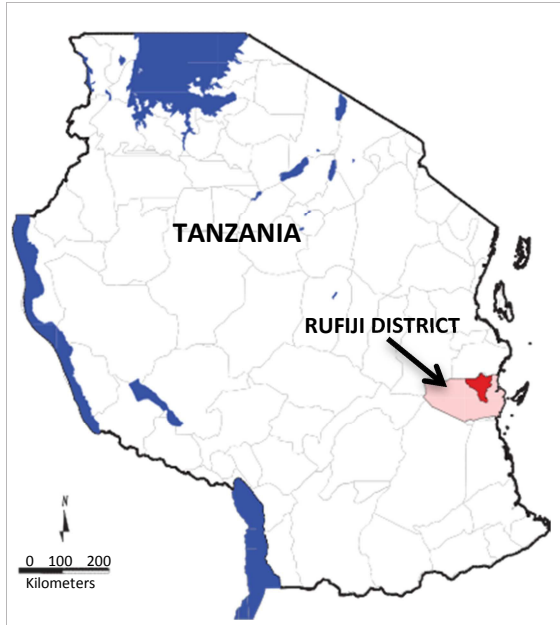 TANZANIA
RUFIJI DISTRICT
N
0 100 200
Kilometers